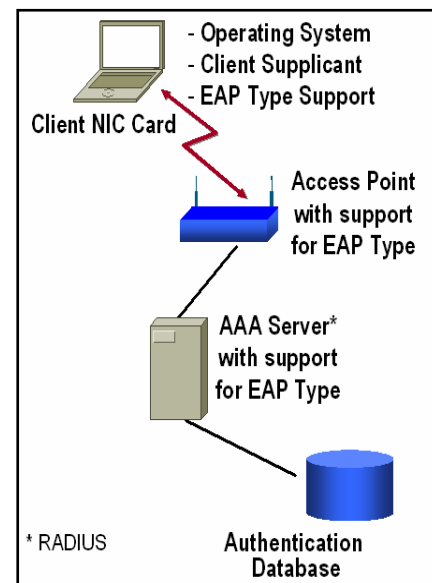 - Operating System
- Client Supplicant
- EAP Type Support
Client NIC Card
Access Point
with support
for EAP Type
AAA Server*
with support
for EAP Type
* RADIUS
Authentication
Database